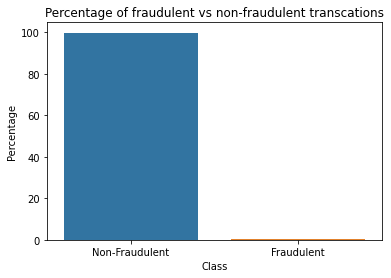 Percentage of fraudulent vs non-fraudulent transcations
100
80
60
40
20
0
Percentage
Non-Fraudulent
Fraudulent
Class